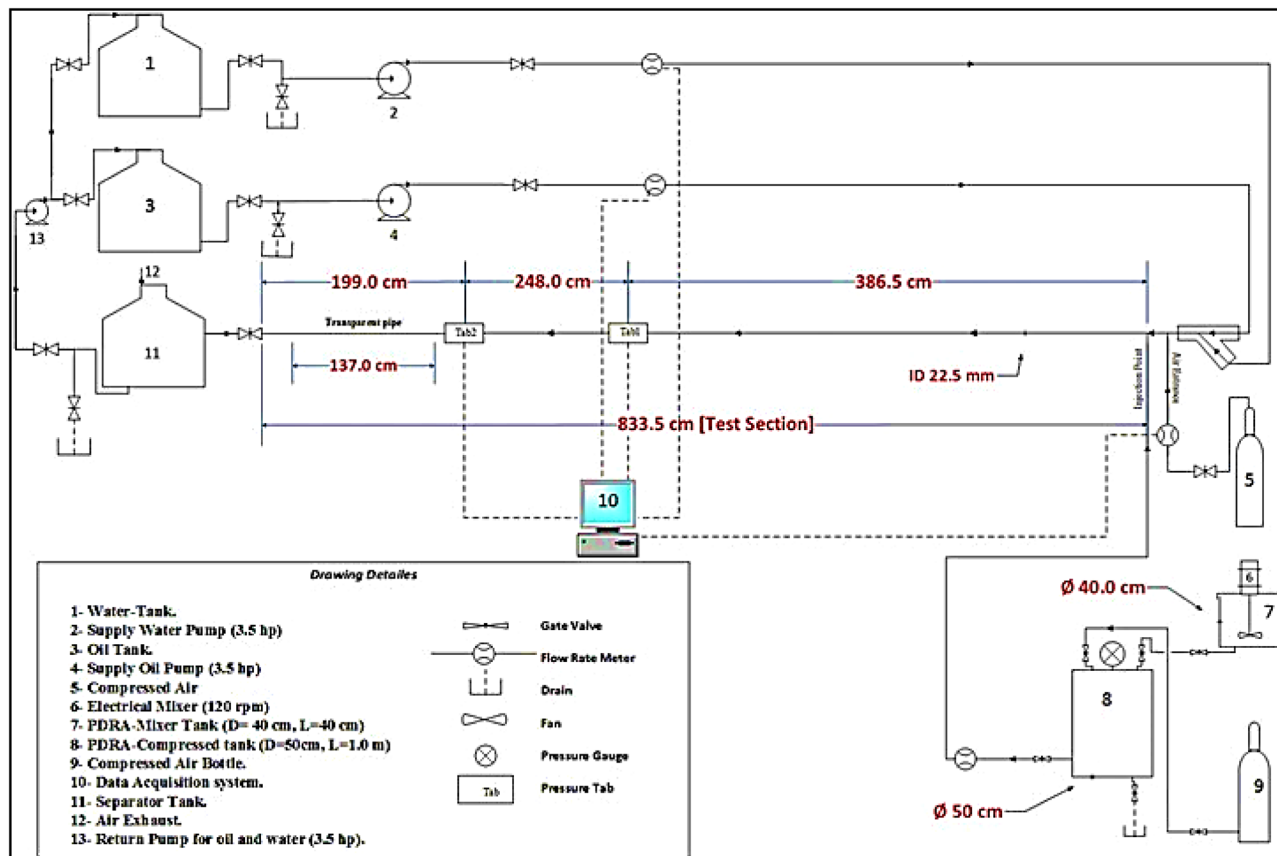 1
2
3
4
13
12
199.0 cm
248.0 cm
386.5 cm
Transparent pipe
Tab2
Tab1
11
137.0 cm
ID 22.5 mm
Injection Point
Air Entrance
833.5 cm [Test Section]
5
10
Ø 40.0 cm
6
7
8
9
Ø 50 cm
Drawing Detailes
1- Water-Tank.
2- Supply Water Pump (3.5 hp)
3- Oil Tank.
4- Supply Oil Pump (3.5 hp)
5- Compressed Air
6- Electrical Mixer (120 rpm)
7- PDRA-Mixer Tank (D= 40 cm, L=40 cm)
8- PDRA-Compressed tank (D=50cm, L=1.0 m)
9- Compressed Air Bottle.
10- Data Acquisition system.
11- Separator Tank.
12- Air Exhaust.
13- Return Pump for oil and water (3.5 hp).
Gate Valve
Flow Rate Meter
Drain
Fan
Pressure Gauge
Tab
Pressure Tab